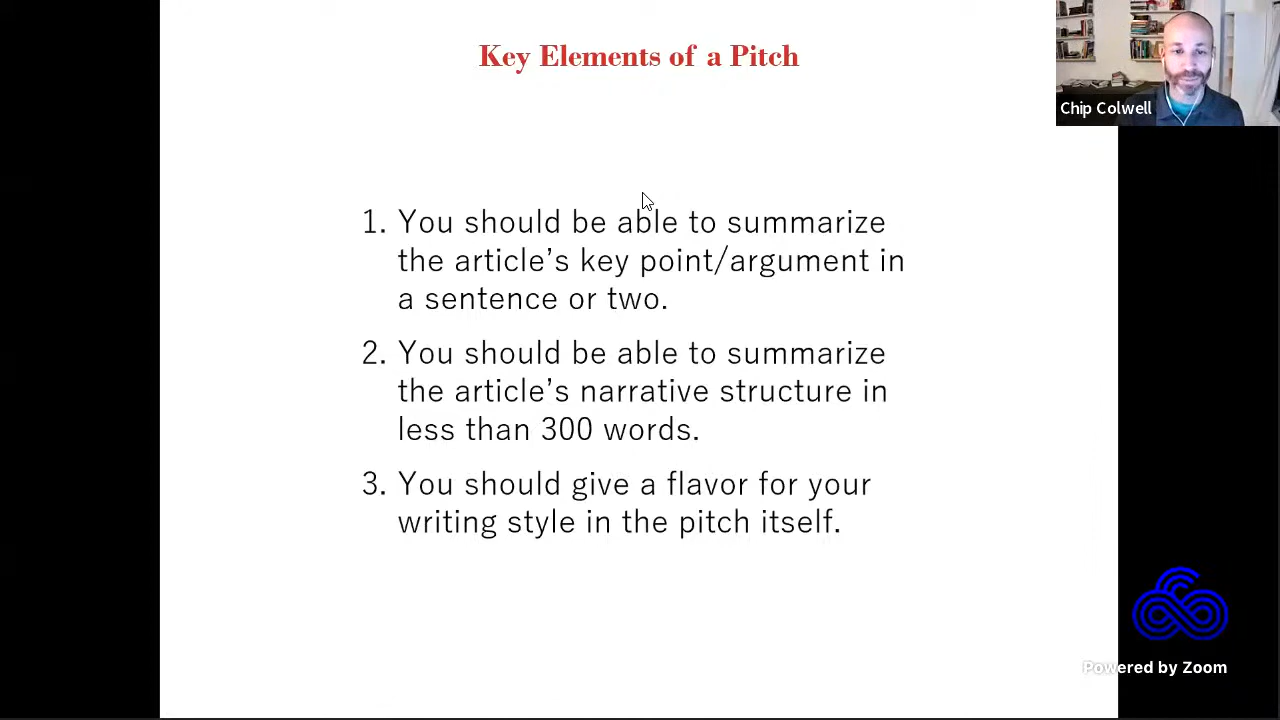 Key Elements of a Pitch
Chip Colwell
1. You should be able to summarize
the article’s key point/argument in
a sentence or two.
2. You should be able to summarize
the article’s narrative structure in
less than 300 words.
3. You should give a flavor for your
writing style in the pitch itself.
Powered by Zoom